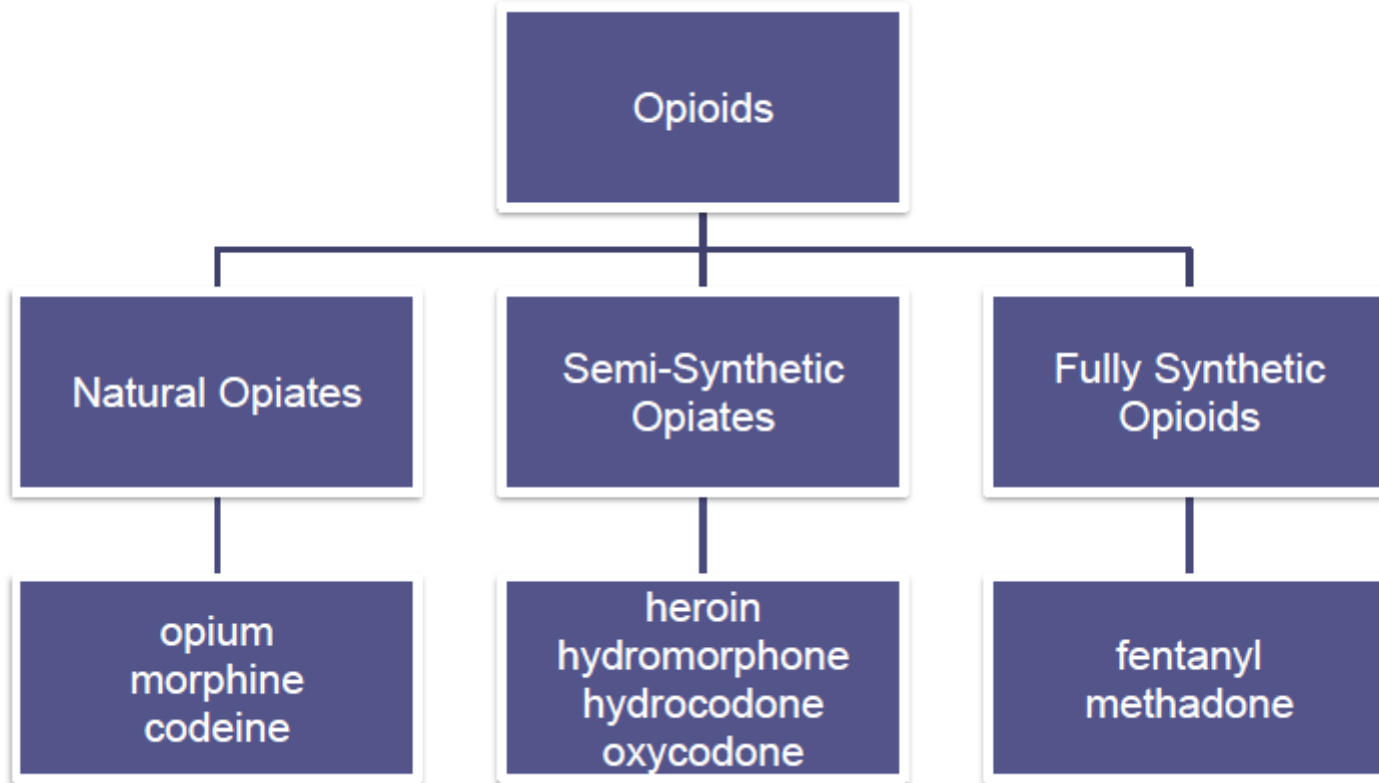 Opioids
Natural Opiates
Semi-Synthetic
Opiates
Fully Synthetic
Opioids
opium
morphine
codeine
heroin
hydromorphone
hydrocodone
oxycodone
fentanyl
methadone